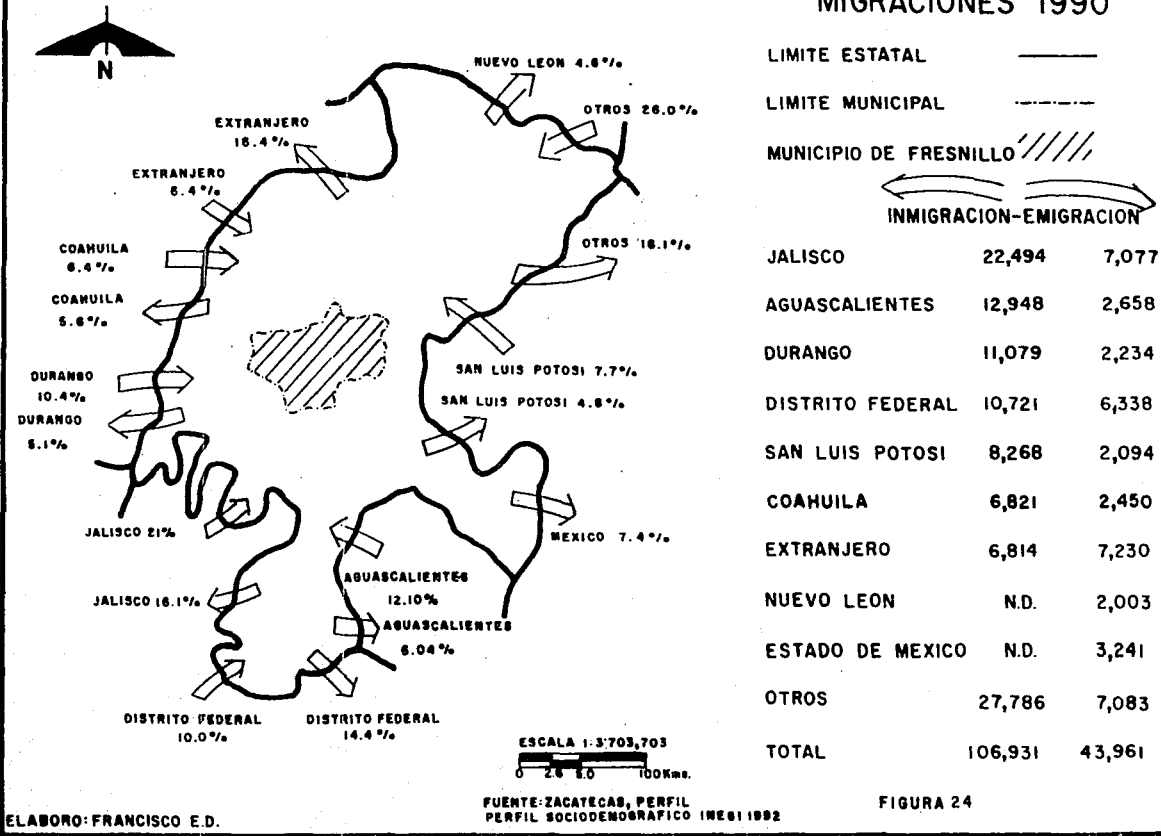 MIGRACIONES 1990
N
LIMITE ESTATAL
LIMITE MUNICIPAL
MUNICIPIO DE FRESNILLO
INMIGRACION-EMIGRACION
JALISCO 22,494 7,077
AGUASCALIENTES 12,948 2,658
DURANGO 11,079 2,234
DISTRITO FEDERAL 10,721 6,338
SAN LUIS POTOSI 8,268 2,094
COAHUILA 6,821 2,450
EXTRANJERO 6,814 7,230
NUEVO LEON N.D. 2,003
ESTADO DE MEXICO N.D. 3,241
OTROS 27,786 7,083
TOTAL 106,931 43,961
FIGURA 24
NUEVO LEON 4.6%
OTROS 26.0%
EXTRANJERO
16.4%
EXTRANJERO
6.4%
COAHUILA
6.4%
COAHUILA
5.6%
OTROS 16.1%
DURANGO
10.4%
DURANGO
5.1%
SAN LUIS POTOSI 7.7%
SAN LUIS POTOSI 4.8%
JALISCO 21%
MEXICO 7.4%
JALISCO 16.1%
AGUASCALIENTES
12.10%
AGUASCALIENTES
6.04%
DISTRITO FEDERAL
10.0%
DISTRITO FEDERAL
14.4%
ESCALA 1:3'703,703
0 2.5 5.0 100Kms.
FUENTE: ZACATECAS, PERFIL
PERFIL SOCIODEMOGRAFICO INEGI 1992
ELABORO: FRANCISCO E.D.